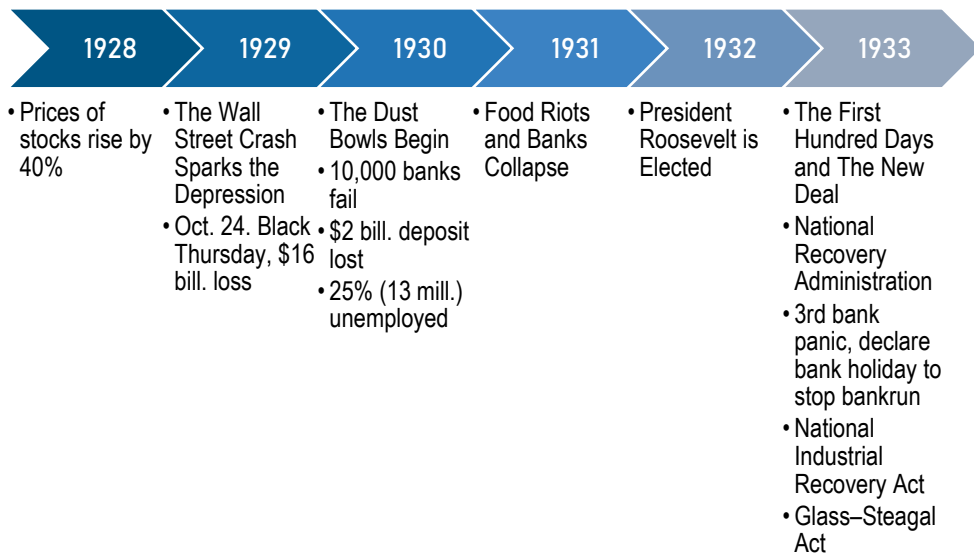 1928
1929
1930
1931
1932
1933
• Prices of
stocks rise by
40%
• The Wall
Street Crash
Sparks the
Depression
• Oct. 24. Black
Thursday, $16
bill. loss
• The Dust
Bowls Begin
• 10,000 banks
fail
• $2 bill. deposit
lost
• 25% (13 mill.)
unemployed
• Food Riots
and Banks
Collapse
• President
Roosevelt is
Elected
• The First
Hundred Days
and The New
Deal
• National
Recovery
Administration
• 3rd bank
panic, declare
bank holiday to
stop bankrun
• National
Industrial
Recovery Act
• Glass–Steagal
Act